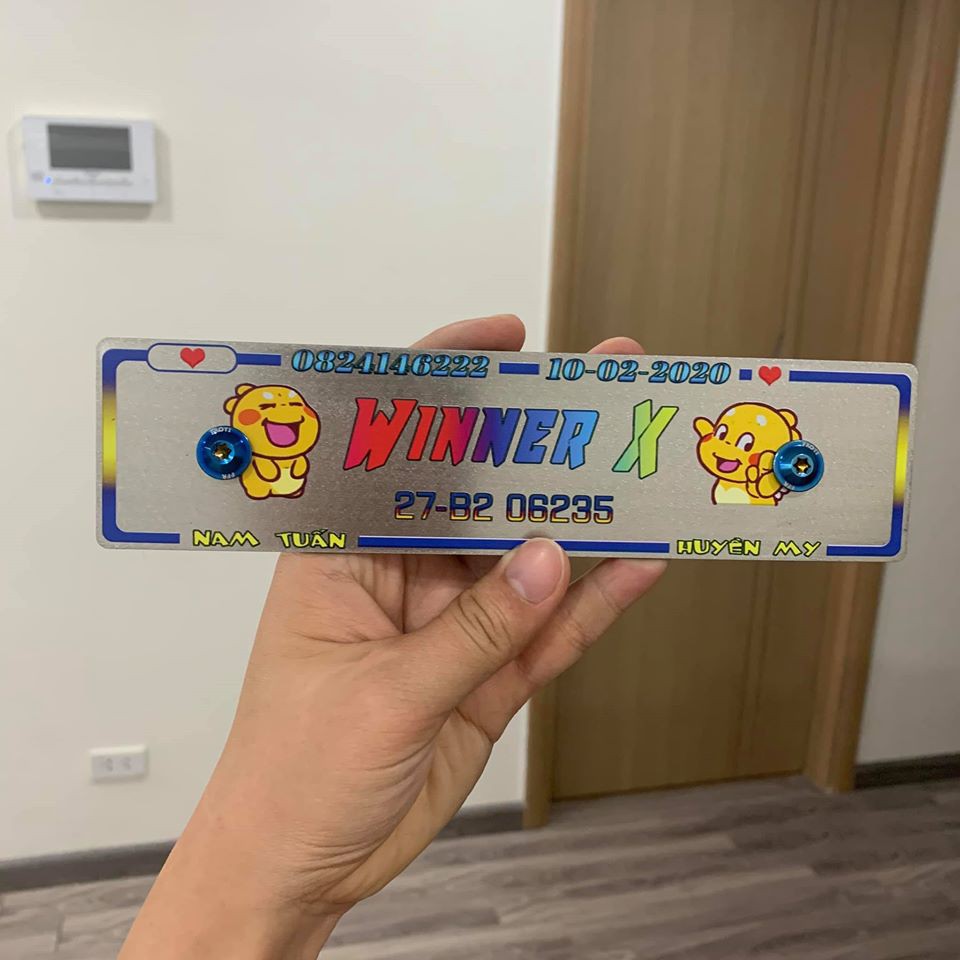 0824146222 10-02-2020
WINNER X
27-B2 06235
NAM TUẤN HUYỀN MY